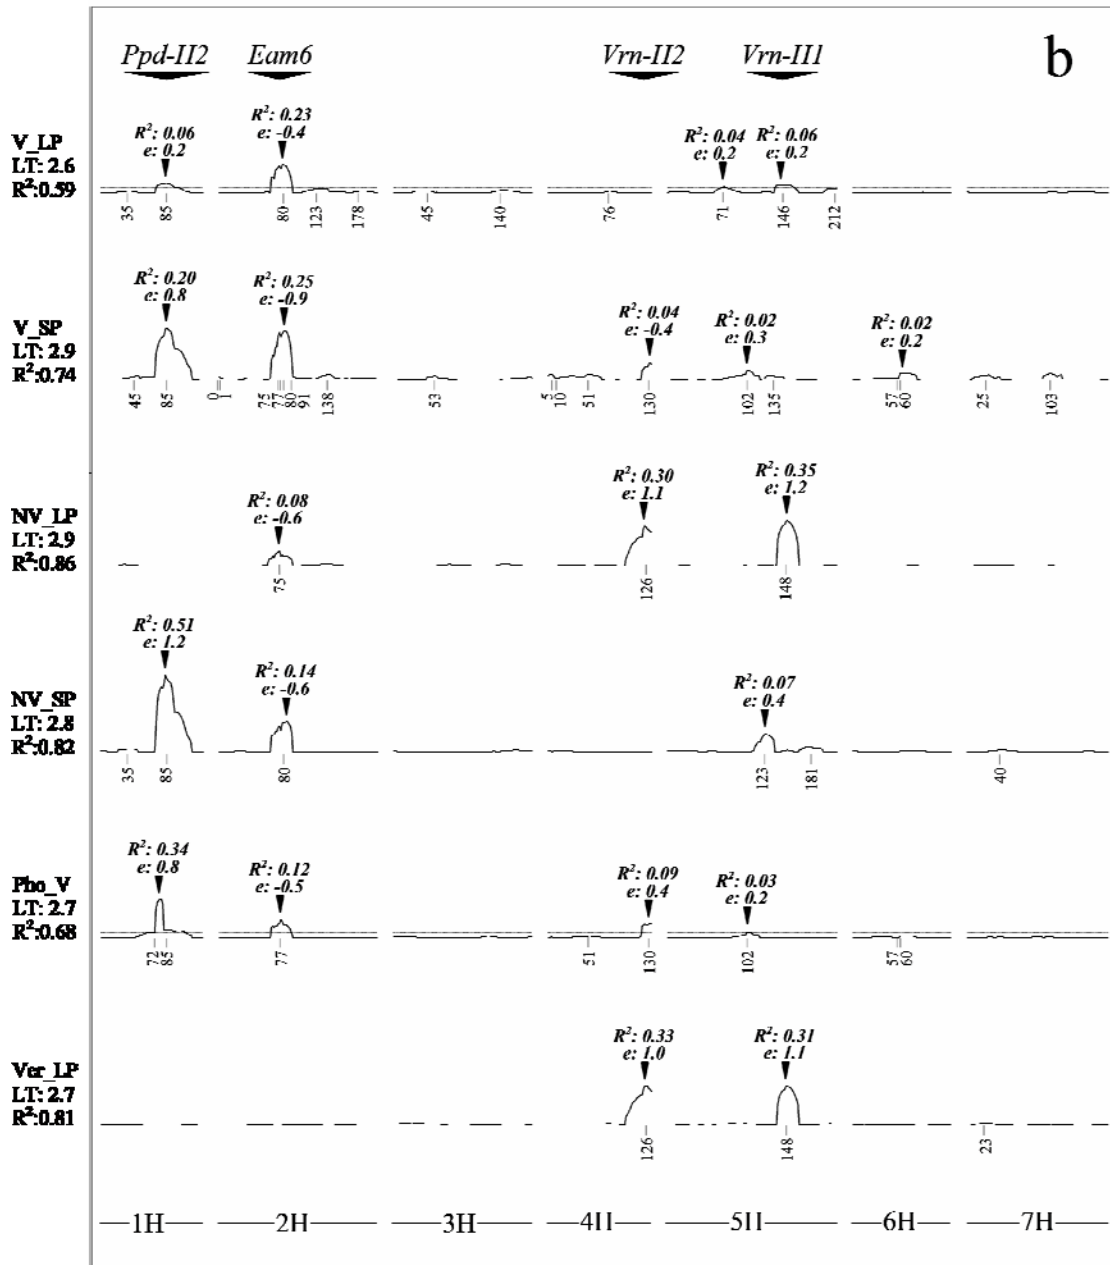 Ppd-II2 Eam6 Vrn-II2 Vrn-III1 b
V_LP
LT: 2.6
R²:0.59
R²: 0.06
e: 0.2
R²: 0.23
e: -0.4
R²: 0.04
e: 0.2
R²: 0.06
e: 0.2
35 85 80 123 178 45 140 76 71 146 212
V_SP
LT: 2.9
R²:0.74
R²: 0.20
e: 0.8
R²: 0.25
e: -0.9
R²: 0.04
e: -0.4
R²: 0.02
e: 0.3
R²: 0.02
e: 0.2
45 85 0 1 75 77 80 91 138 53 5 10 51 130 102 135 57 60 25 103
NV_LP
LT: 2.9
R²:0.86
R²: 0.08
e: -0.6
R²: 0.30
e: 1.1
R²: 0.35
e: 1.2
75 126 148
NV_SP
LT: 2.8
R²:0.82
R²: 0.51
e: 1.2
R²: 0.14
e: -0.6
R²: 0.07
e: 0.4
35 85 80 123 181 40
Pho_V
LT: 2.7
R²:0.68
R²: 0.34
e: 0.8
R²: 0.12
e: -0.5
R²: 0.09
e: 0.4
R²: 0.03
e: 0.2
72 85 77 51 130 102 57 60
Ver_LP
LT: 2.7
R²:0.81
R²: 0.33
e: 1.0
R²: 0.31
e: 1.1
126 148 23
1H 2H 3H 4II 5II 6H 7H